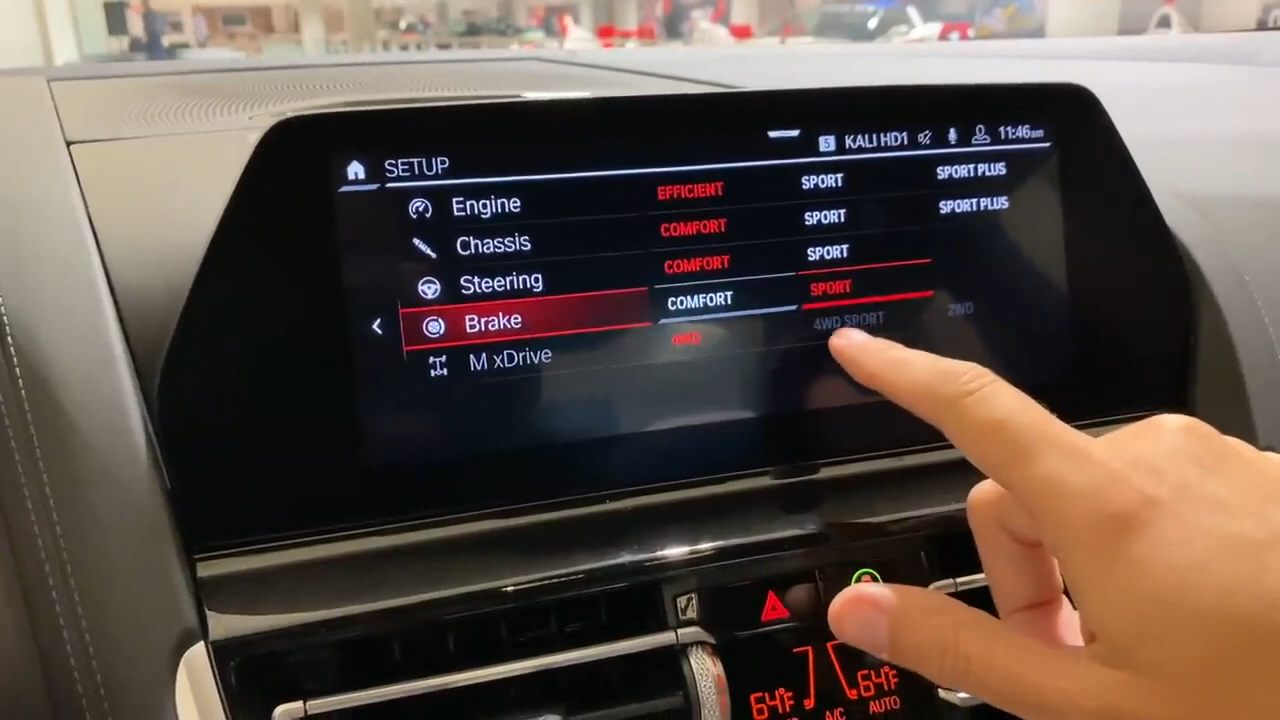 5 KALI HD1 11:46am
SETUP
Engine EFFICIENT SPORT SPORT PLUS
Chassis COMFORT SPORT SPORT PLUS
Steering COMFORT SPORT
Brake COMFORT SPORT
M xDrive 4WD 4WD SPORT 2WD
64°F 64°F
A/C AUTO